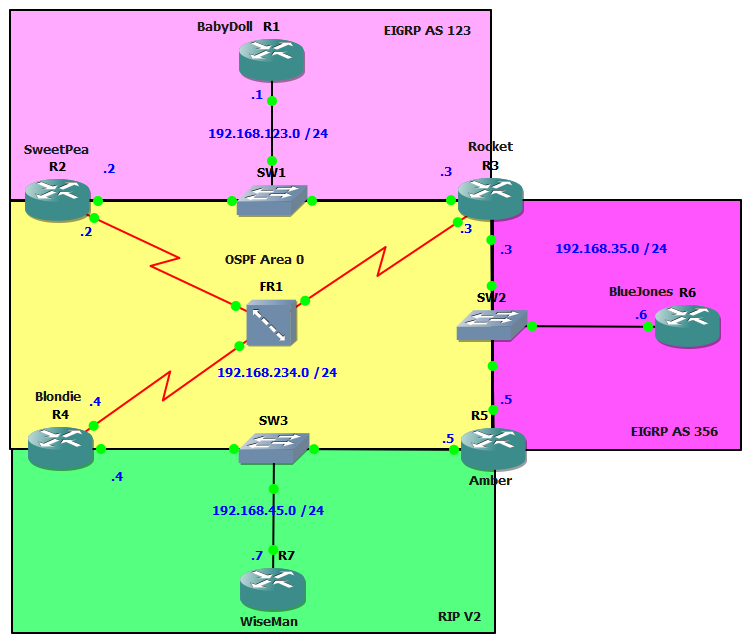 BabyDoll R1
EIGRP AS 123
.1
192.168.123.0 /24
SweetPea
R2
.2
SW1
Rocket
R3
.3
.2
.3
OSPF Area 0
FR1
.3
192.168.35.0 /24
SW2
BlueJones R6
.6
192.168.234.0 /24
Blondie
R4
.4
SW3
.5
R5
.5
EIGRP AS 356
.4
Amber
192.168.45.0 /24
.7
R7
WiseMan
RIP V2